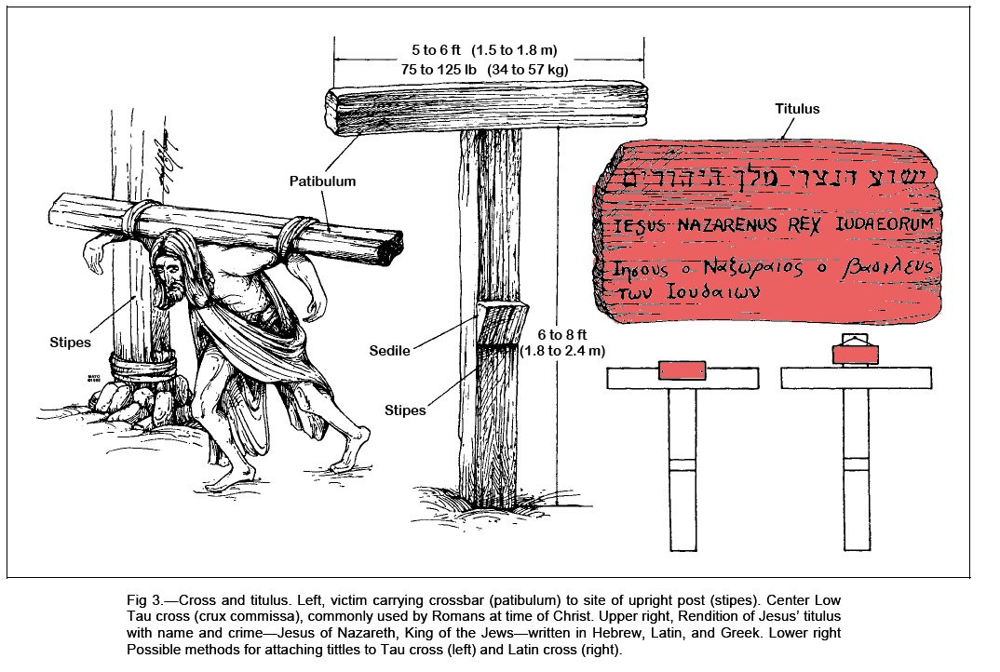 5 to 6 ft (1.5 to 1.8 m)
75 to 125 lb (34 to 57 kg)
Patibulum
Stipes
Sedile
Stipes
6 to 8 ft
(1.8 to 2.4 m)
Titulus
ישוע הנצרי מלך היהודים
IESUS NAZARENUS REX IUDAEORUM
Ιησους ο Ναζωραιος ο βασιλευς
των Ιουδαιων
Fig 3.—Cross and titulus. Left, victim carrying crossbar (patibulum) to site of upright post (stipes). Center Low
Tau cross (crux commissa), commonly used by Romans at time of Christ. Upper right, Rendition of Jesus’ titulus
with name and crime—Jesus of Nazareth, King of the Jews—written in Hebrew, Latin, and Greek. Lower right
Possible methods for attaching tittles to Tau cross (left) and Latin cross (right).